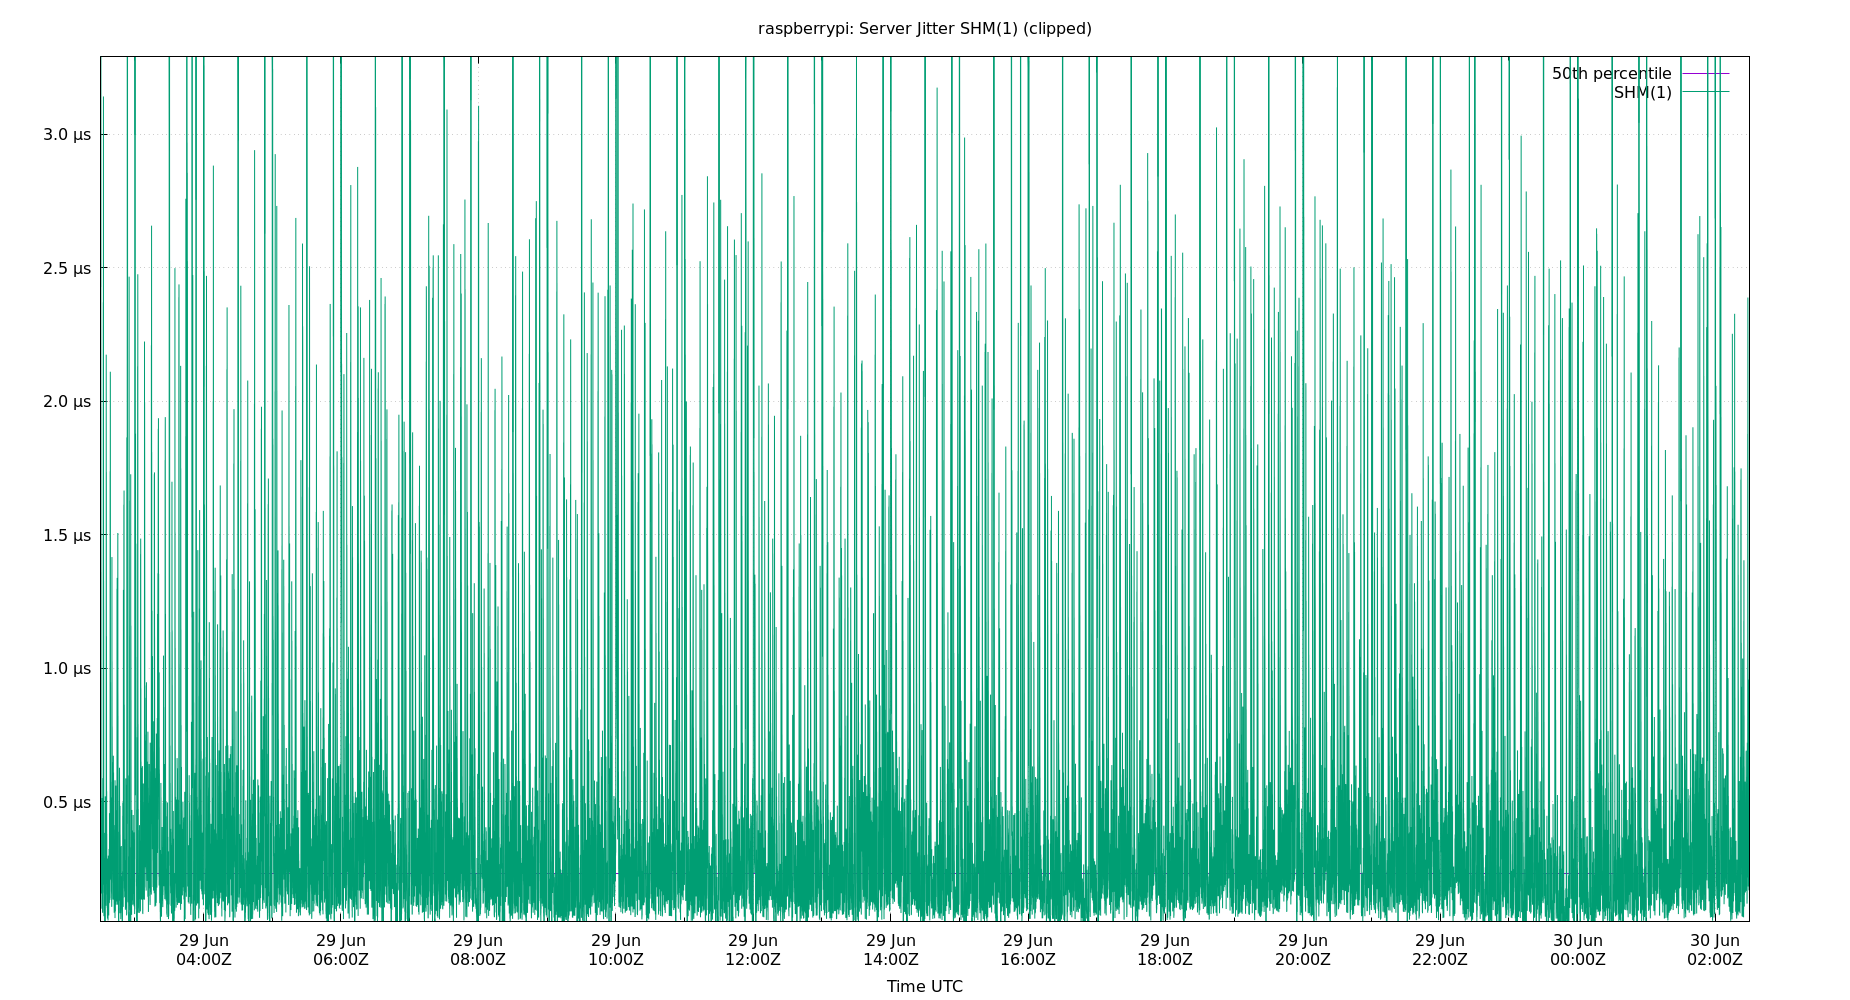 raspberrypi: Server Jitter SHM(1) (clipped)
50th percentile
SHM(1)
3.0 µs
2.5 µs
2.0 µs
1.5 µs
1.0 µs
0.5 µs
29 Jun 29 Jun 29 Jun 29 Jun 29 Jun 29 Jun 29 Jun 29 Jun 29 Jun 29 Jun 30 Jun 30 Jun
04:00Z 06:00Z 08:00Z 10:00Z 12:00Z 14:00Z 16:00Z 18:00Z 20:00Z 22:00Z 00:00Z 02:00Z
Time UTC